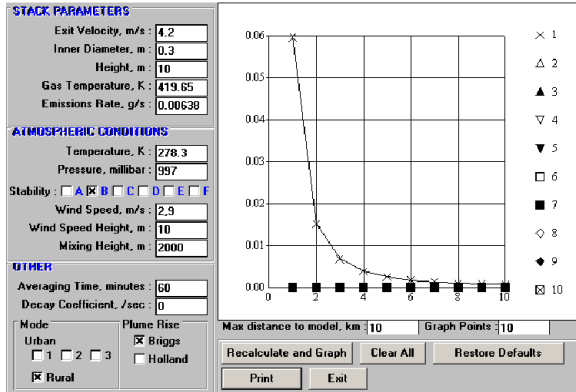 STACK PARAMETERS
Exit Velocity, m/s : 4.2
Inner Diameter, m : 0.3
Height, m : 10
Gas Temperature, K : 419.65
Emissions Rate, g/s : 0.00638
ATMOSPHERIC CONDITIONS
Temperature, K : 278.3
Pressure, millibar : 997
Stability : A B C D E F
Wind Speed, m/s : 2,9
Wind Speed Height, m : 10
Mixing Height, m : 2000
OTHER
Averaging Time, minutes : 60
Decay Coefficient, /sec : 0
Mode
Urban
1 2 3
Rural
Plume Rise
Briggs
Holland
0.06
0.05
0.04
0.03
0.02
0.01
0.00
0 2 4 6 8 10
1
2
3
4
5
6
7
8
9
10
Max distance to model, km : 10 Graph Points : 10
Recalculate and Graph Clear All Restore Defaults
Print Exit